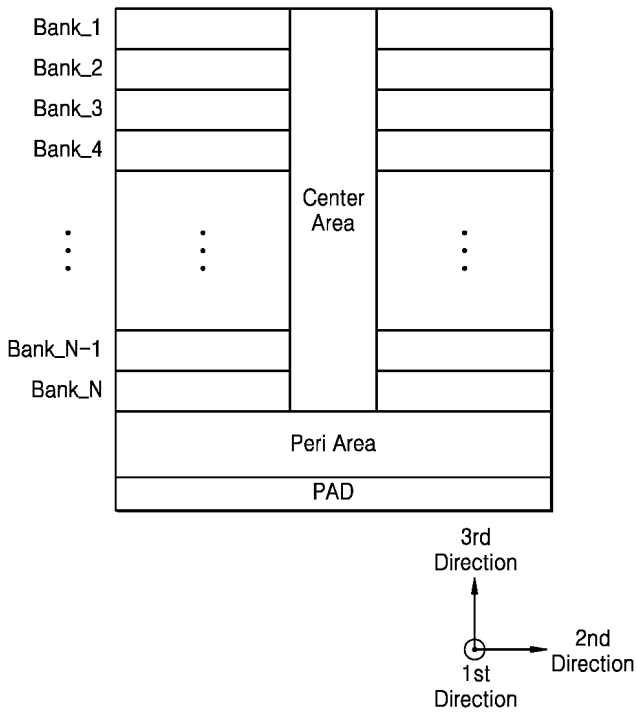 Bank_1
Bank_2
Bank_3
Bank_4
Center
Area
Bank_N-1
Bank_N
Peri Area
PAD
3rd
Direction
2nd
Direction
1st
Direction